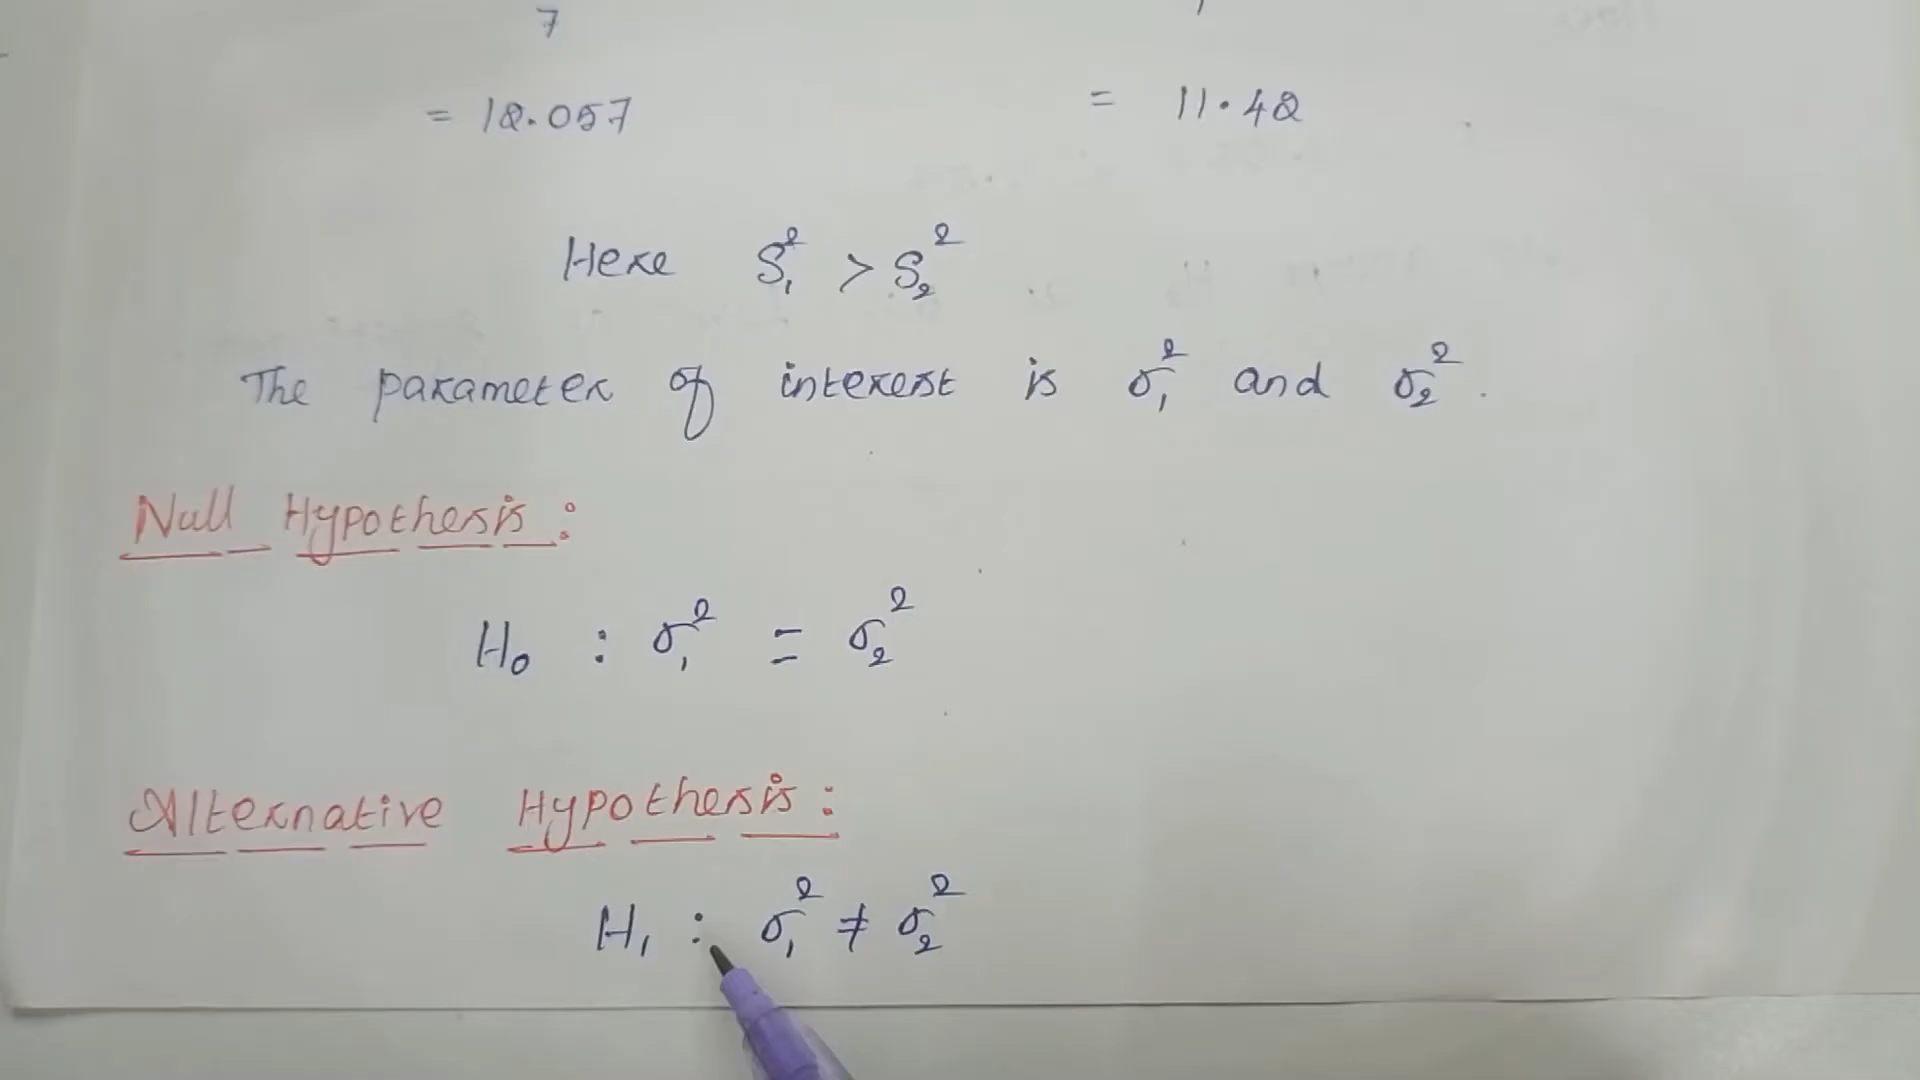 7
= 12.057 = 11.42
Here S₁² > S₂²
The parameter of interest is σ₁² and σ₂².
Null Hypothesis:
H₀ : σ₁² = σ₂²
Alternative Hypothesis:
H₁ : σ₁² ≠ σ₂²